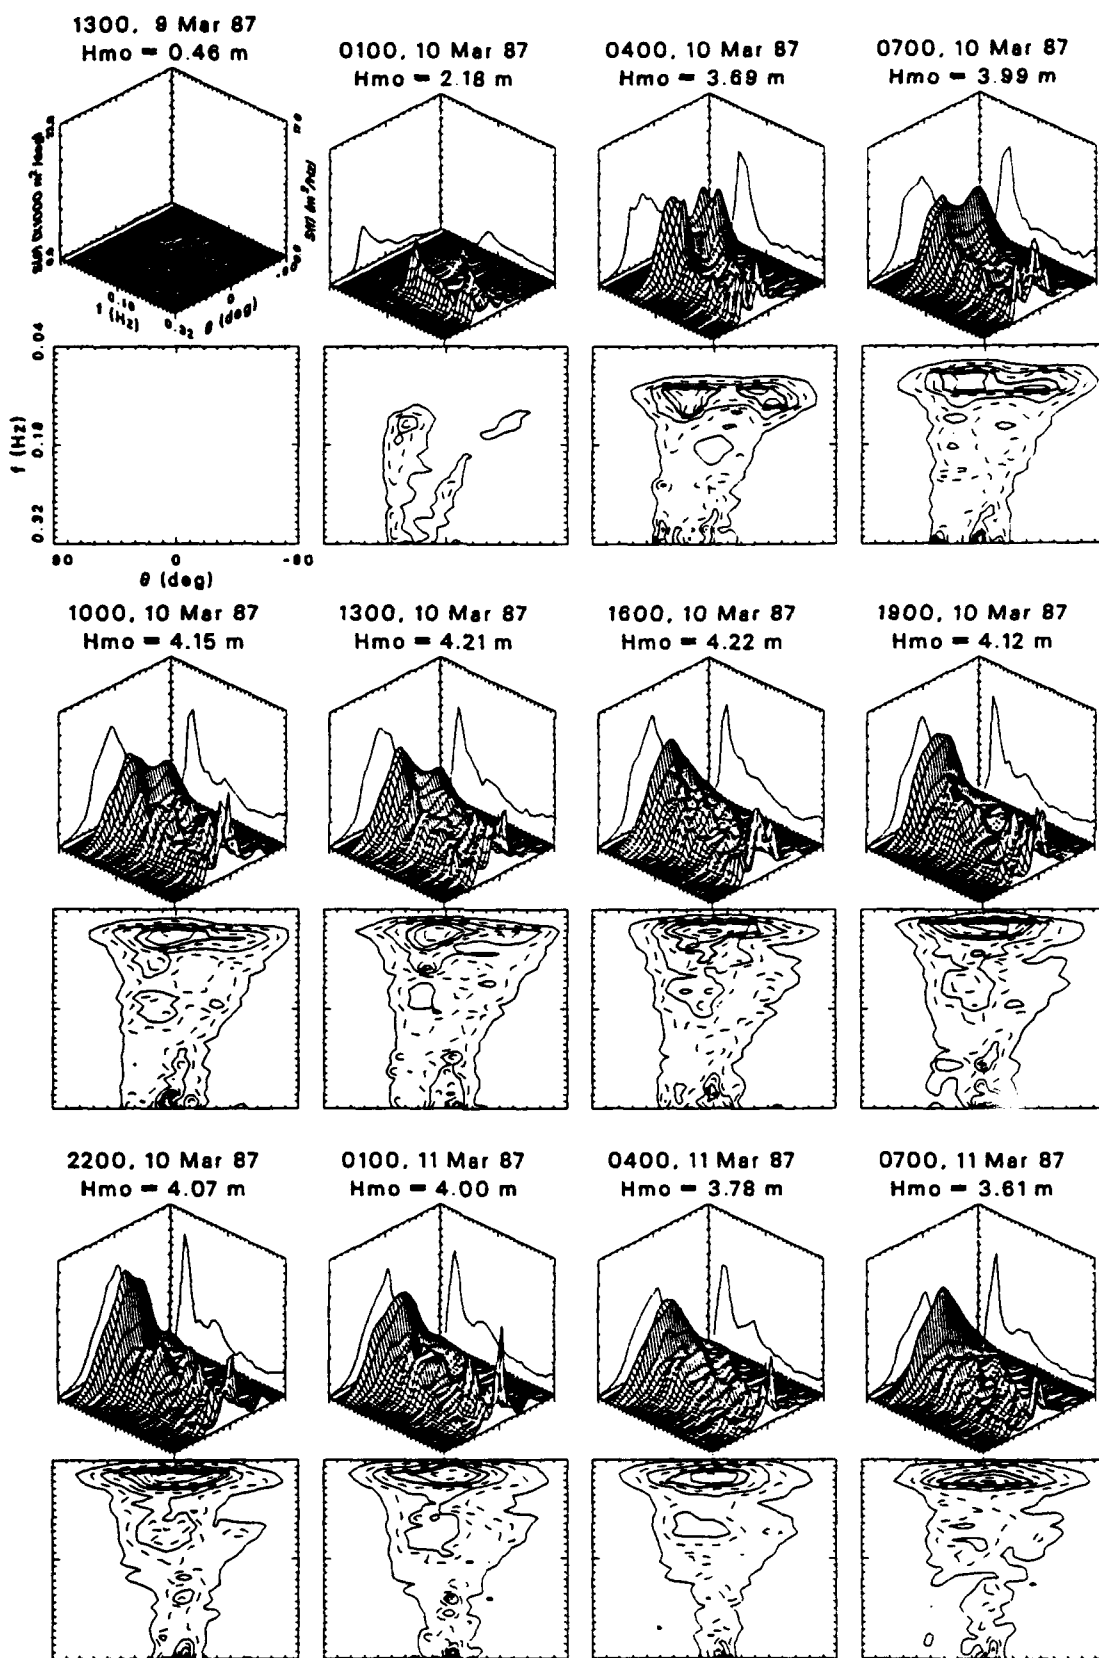 1300, 9 Mar 87
Hmo = 0.46 m
0100, 10 Mar 87
Hmo = 2.18 m
0400, 10 Mar 87
Hmo = 3.69 m
0700, 10 Mar 87
Hmo = 3.99 m
0.18
f (Hz)
0.32
0
θ (deg)
0.04
0.18
0.32
f (Hz)
90
0
-90
θ (deg)
1000, 10 Mar 87
Hmo = 4.15 m
1300, 10 Mar 87
Hmo = 4.21 m
1600, 10 Mar 87
Hmo = 4.22 m
1900, 10 Mar 87
Hmo = 4.12 m
2200, 10 Mar 87
Hmo = 4.07 m
0100, 11 Mar 87
Hmo = 4.00 m
0400, 11 Mar 87
Hmo = 3.78 m
0700, 11 Mar 87
Hmo = 3.61 m